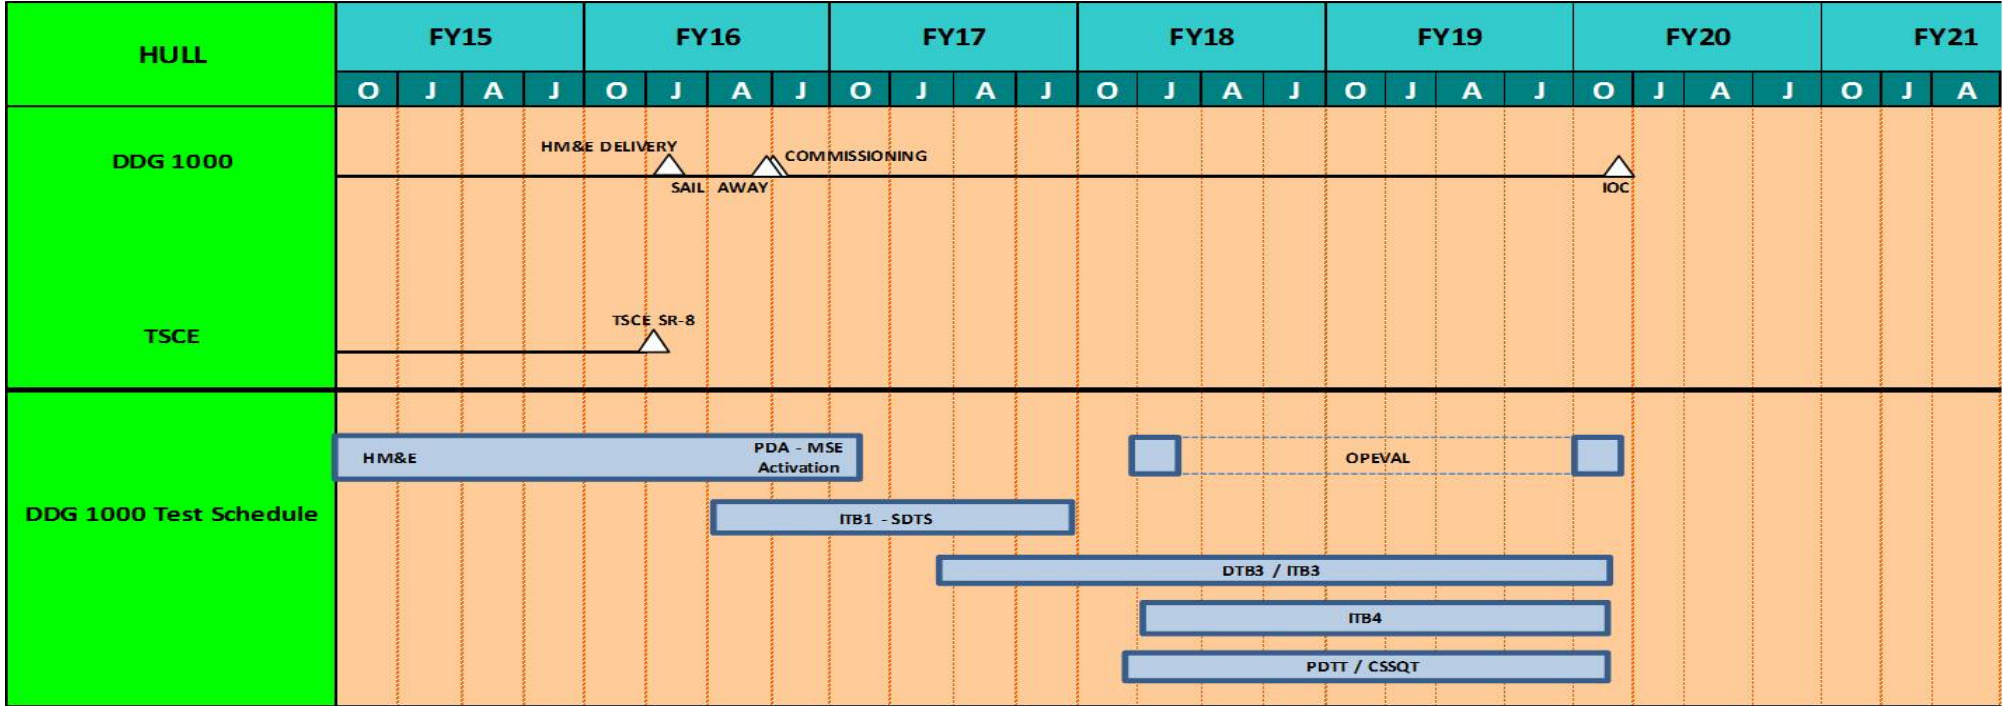 HULL
FY15 FY16 FY17 FY18 FY19 FY20 FY21
O J A J O J A J O J A J O J A J O J A J O J A J O J A
DDG 1000
HM&E DELIVERY
COMMISSIONING
SAIL AWAY
IOC
TSCE
TSCE SR-8
DDG 1000 Test Schedule
HM&E
PDA - MSE
Activation
OPEVAL
ITB1 - SDTS
DTB3 / ITB3
ITB4
PDTT / CSSQT